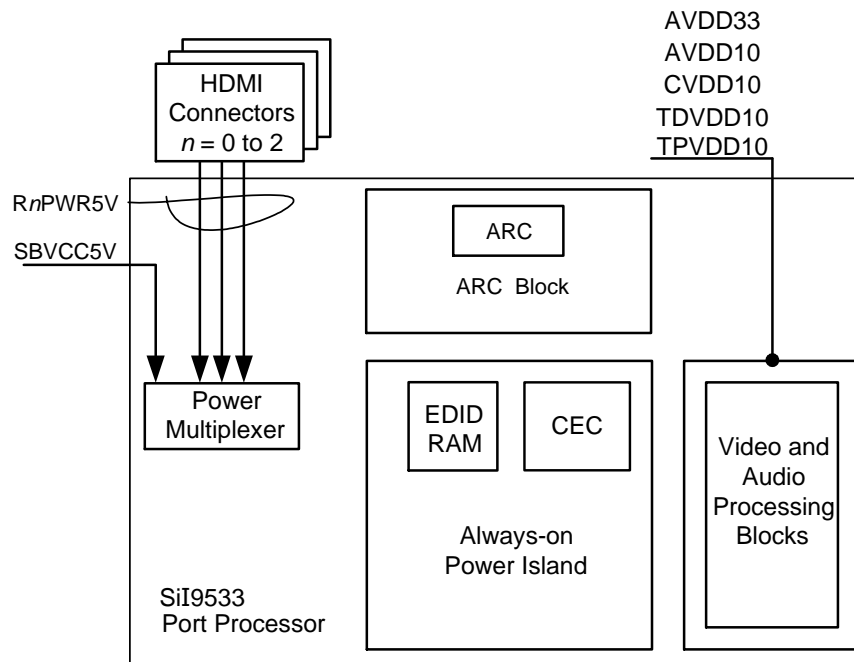 HDMI
Connectors
n = 0 to 2
AVDD33
AVDD10
CVDD10
TDVDD10
TPVDD10
RnPWR5V
SBVCC5V
ARC
ARC Block
Power
Multiplexer
EDID
RAM
CEC
Always-on
Power Island
Video and
Audio
Processing
Blocks
SiI9533
Port Processor